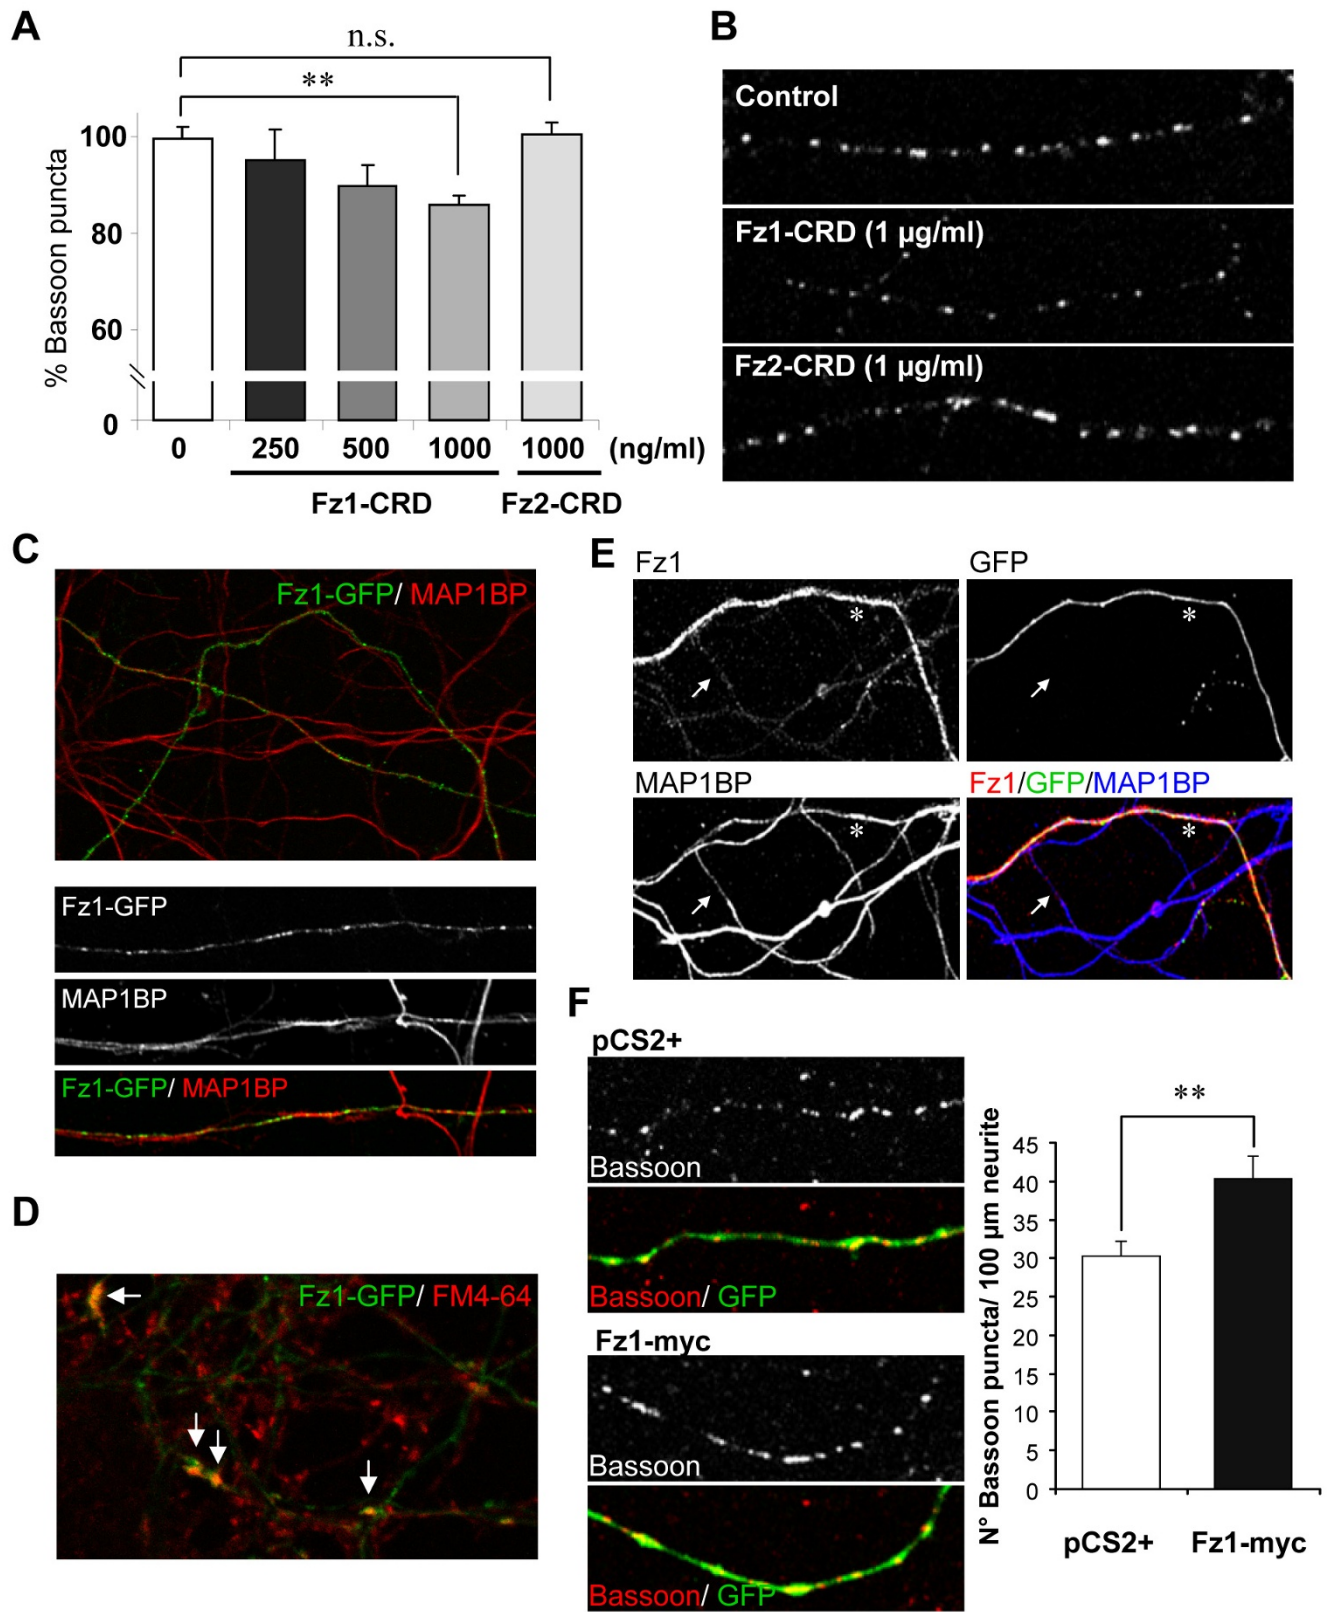 A
n.s.
**
% Bassoon puncta
100
80
60
0
0 250 500 1000 1000 (ng/ml)
Fz1-CRD Fz2-CRD
B
Control
Fz1-CRD (1 µg/ml)
Fz2-CRD (1 µg/ml)
C
Fz1-GFP/ MAP1BP
Fz1-GFP
MAP1BP
Fz1-GFP/ MAP1BP
D
Fz1-GFP/ FM4-64
E
Fz1 GFP
*
*
MAP1BP
Fz1/GFP/MAP1BP
*
*
F
pCS2+
Bassoon
Bassoon/ GFP
Fz1-myc
Bassoon
Bassoon/ GFP
**
N° Bassoon puncta/ 100 µm neurite
45
40
35
30
25
20
15
10
5
0
pCS2+ Fz1-myc